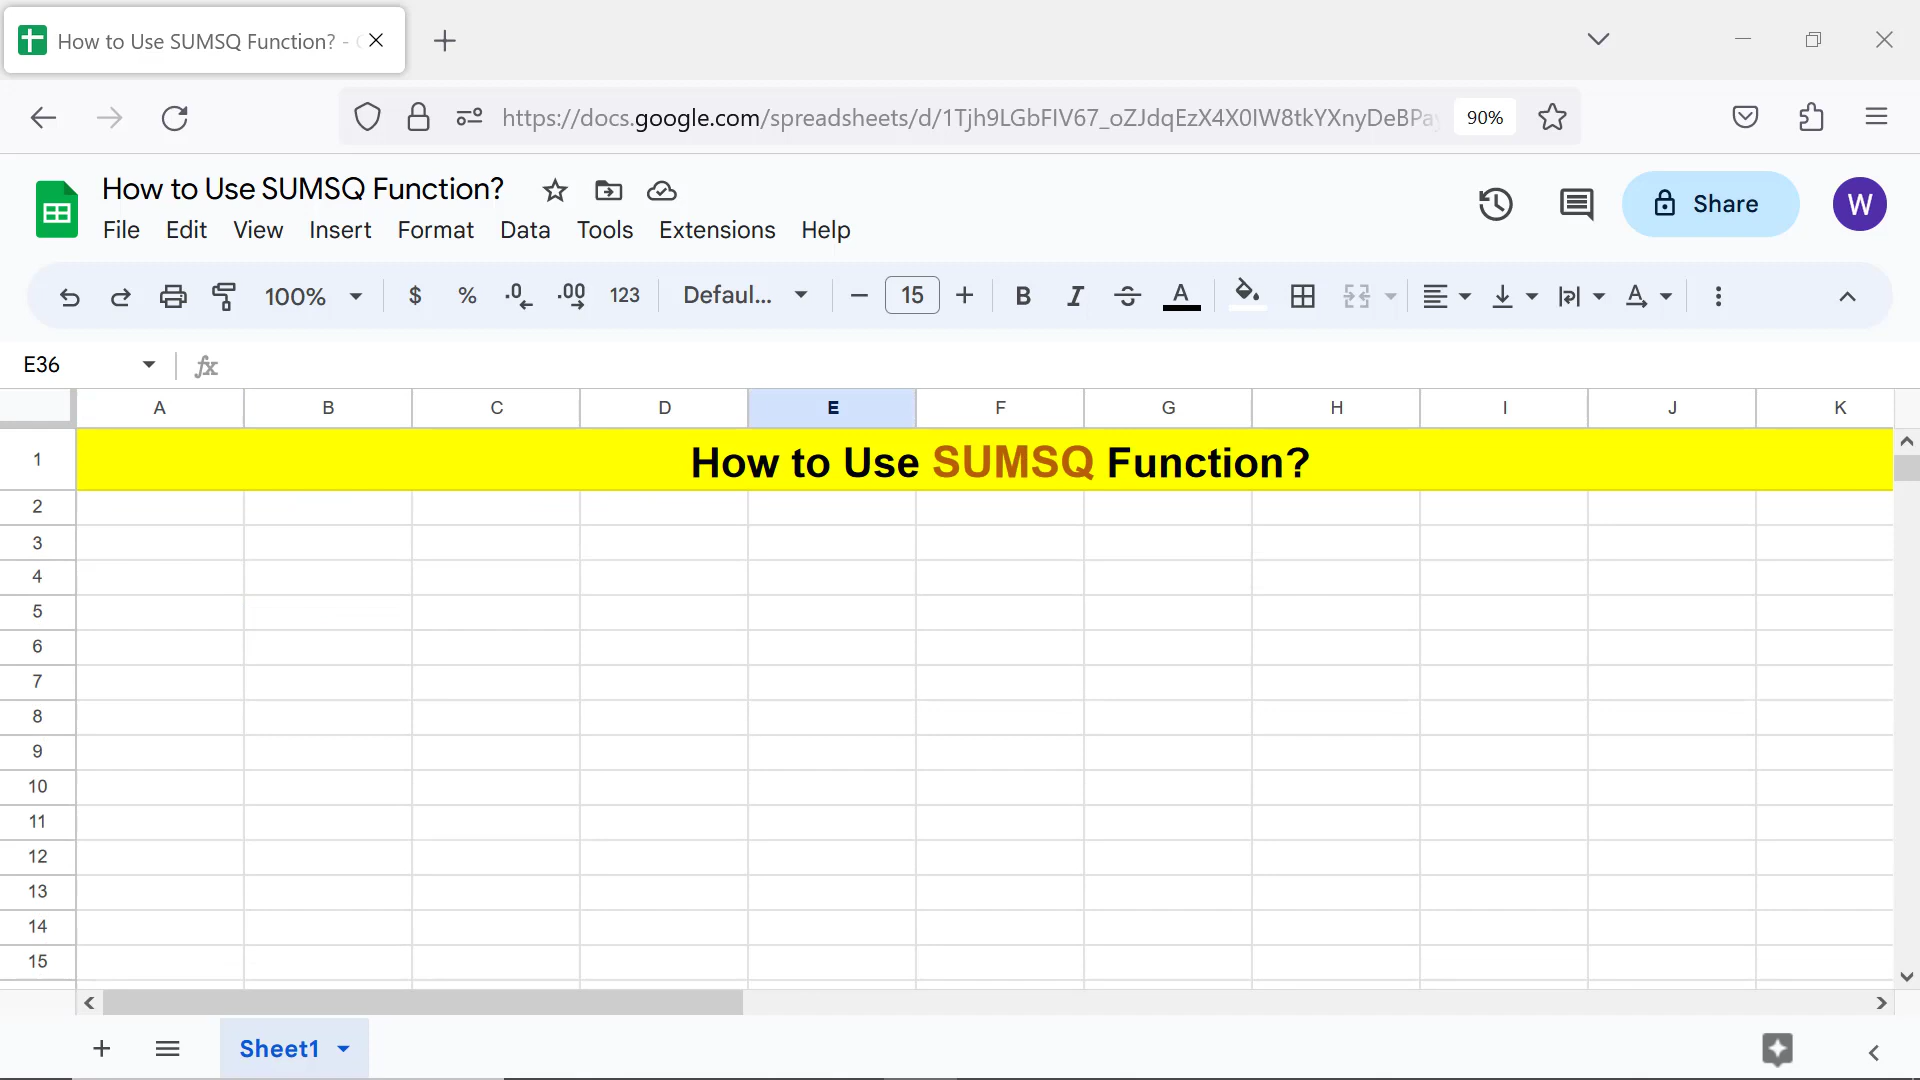 How to Use SUMSQ Function? -
https://docs.google.com/spreadsheets/d/1Tjh9LGbFIV67_oZJdqEzX4X0IW8tkYXnyDeBPa
90%
How to Use SUMSQ Function?
Share
W
File Edit View Insert Format Data Tools Extensions Help
100% $ % .0 .00 123 Defaul... 15 B I S A A
E36 fx
A B C D E F G H I J K
1 How to Use SUMSQ Function?
2
3
4
5
6
7
8
9
10
11
12
13
14
15
Sheet1